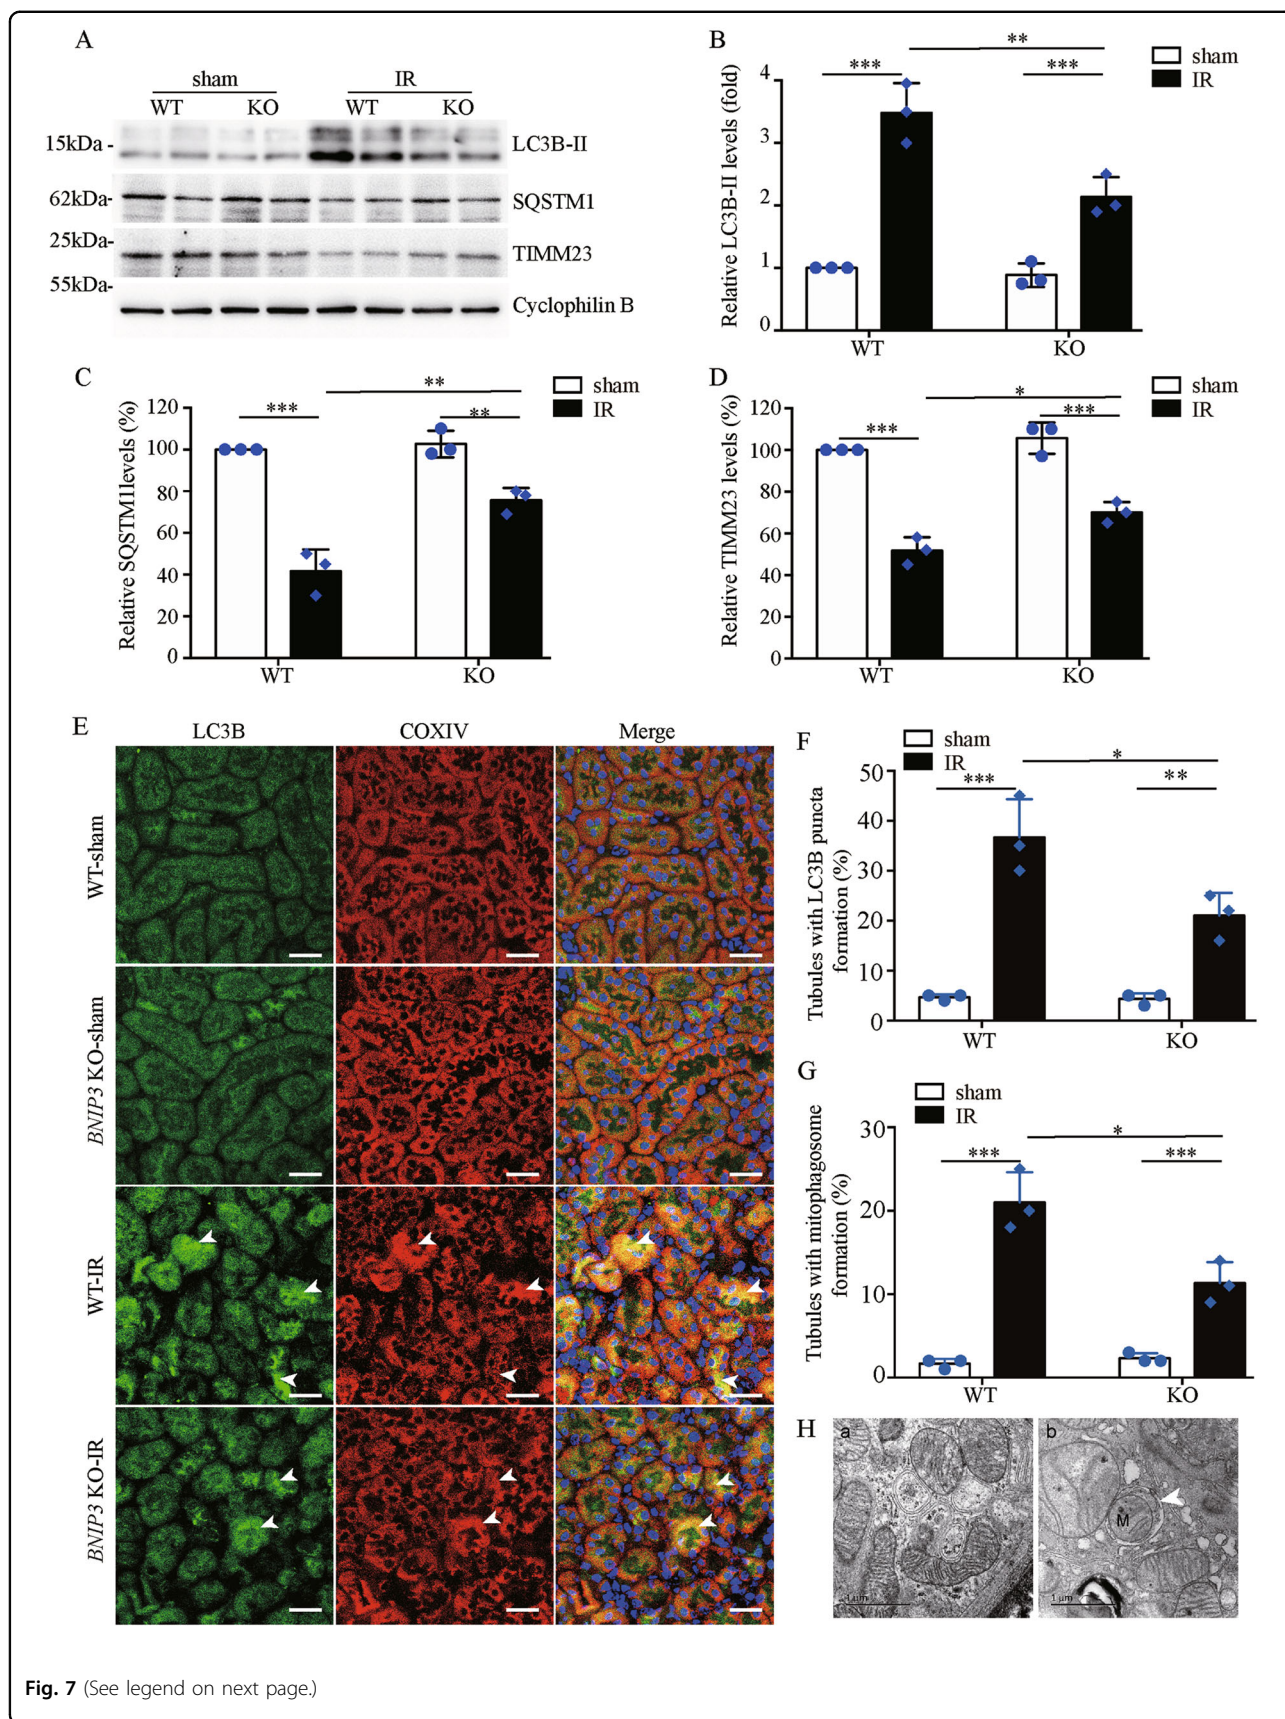 A
sham IR
WT KO WT KO
15kDa - LC3B-II
62kDa- SQSTM1
25kDa- TIMM23
55kDa- Cyclophilin B
B
Relative LC3B-II levels (fold)
4
3
2
1
0
*** ** ***
WT KO
sham
IR
C
Relative SQSTM1levels (%)
120
100
80
60
40
20
0
*** ** **
WT KO
sham
IR
D
Relative TIMM23 levels (%)
120
100
80
60
40
20
0
*** * ***
WT KO
sham
IR
E
LC3B COXIV Merge
WT-sham
BNIP3 KO-sham
WT-IR
BNIP3 KO-IR
F
sham
IR
Tubules with LC3B puncta
formation (%)
50
40
30
20
10
0
*** * **
WT KO
G
sham
IR
Tubules with mitophagosome
formation (%)
30
20
10
0
*** * ***
WT KO
H
a
1 µm
b
M
1 µm
Fig. 7 (See legend on next page.)